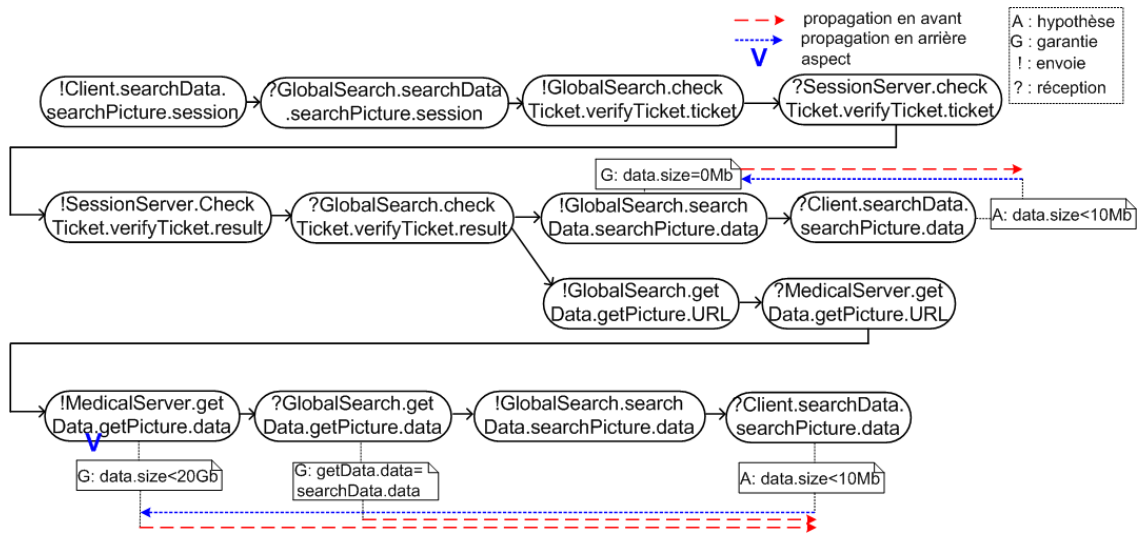 propagation en avant
propagation en arrière
aspect
V
A : hypothèse
G : garantie
! : envoie
? : réception
!Client.searchData.
searchPicture.session
?GlobalSearch.searchData
.searchPicture.session
!GlobalSearch.check
Ticket.verifyTicket.ticket
?SessionServer.check
Ticket.verifyTicket.ticket
G: data.size=0Mb
!SessionServer.Check
Ticket.verifyTicket.result
?GlobalSearch.check
Ticket.verifyTicket.result
!GlobalSearch.search
Data.searchPicture.data
?Client.searchData.
searchPicture.data
A: data.size<10Mb
!GlobalSearch.get
Data.getPicture.URL
?MedicalServer.get
Data.getPicture.URL
!MedicalServer.get
Data.getPicture.data
V
?GlobalSearch.get
Data.getPicture.data
!GlobalSearch.search
Data.searchPicture.data
?Client.searchData.
searchPicture.data
G: data.size<20Gb
G: getData.data=
searchData.data
A: data.size<10Mb